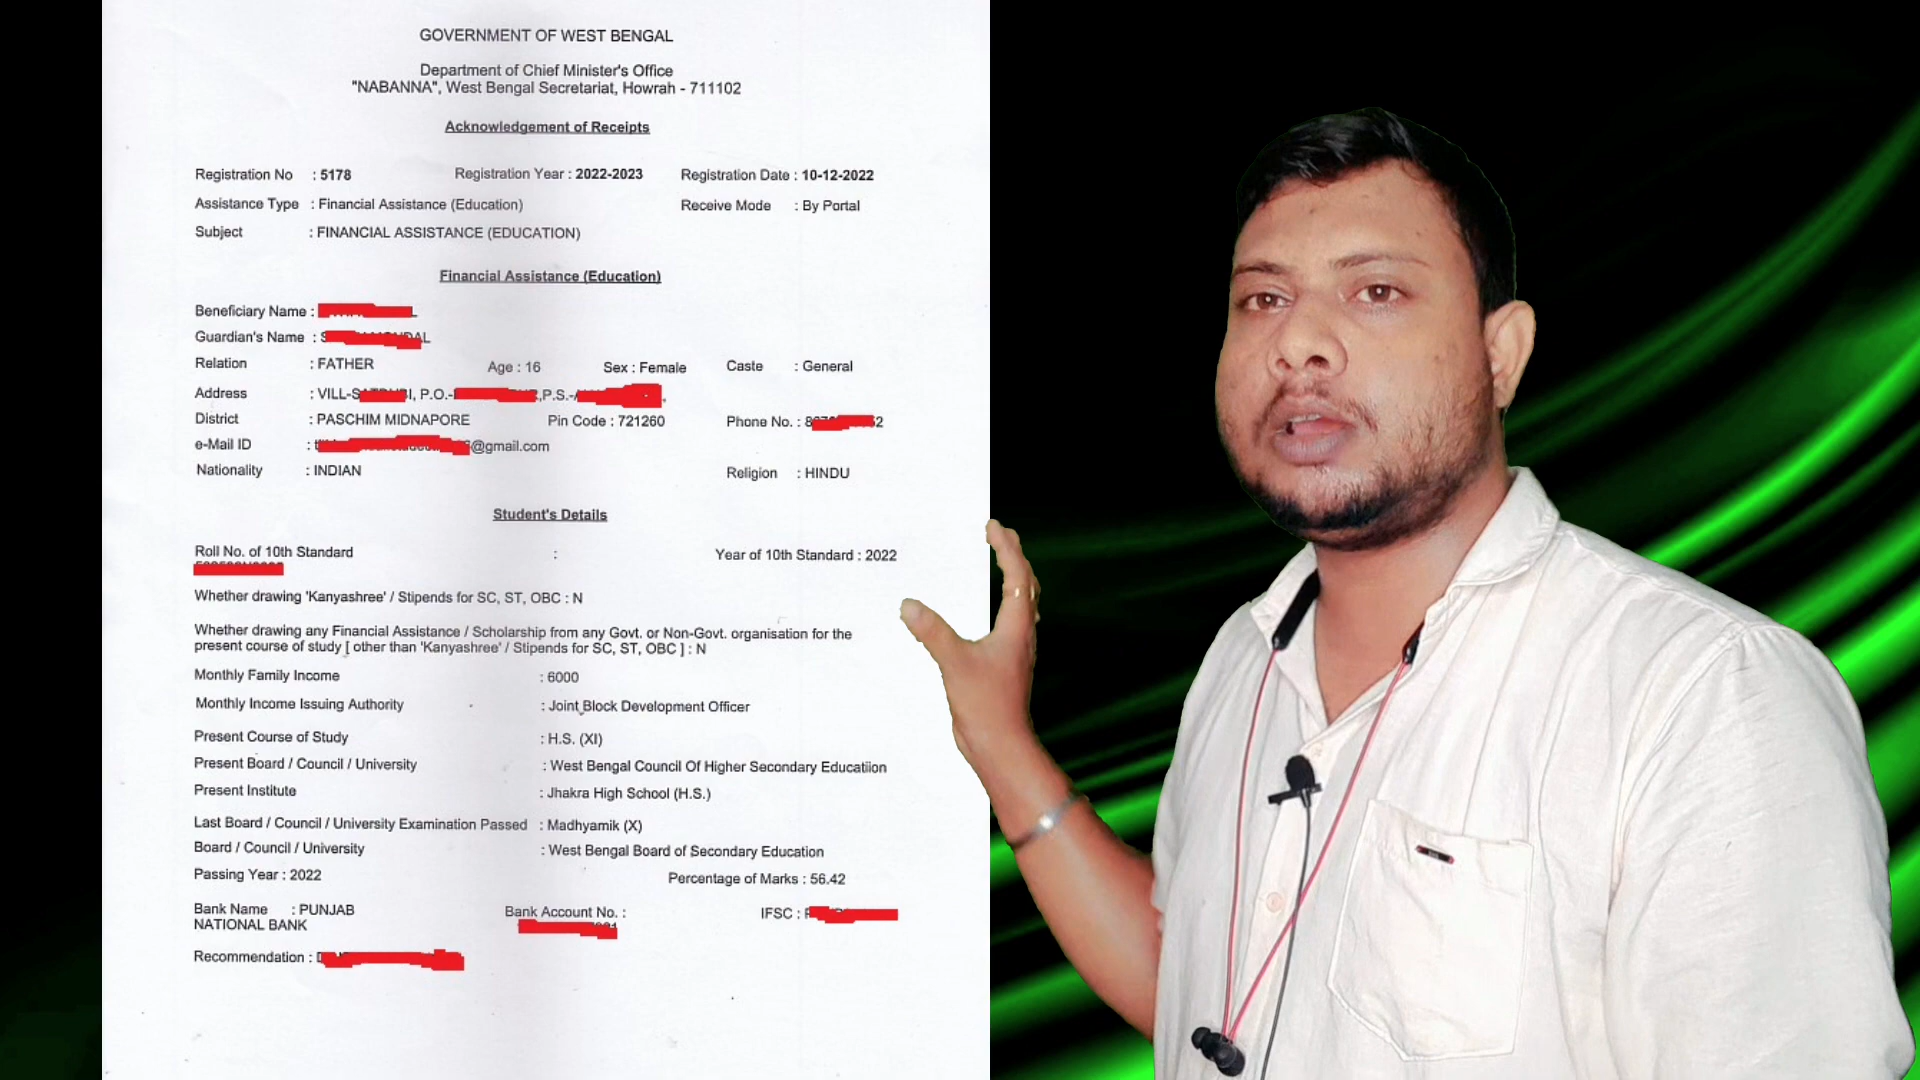 GOVERNMENT OF WEST BENGAL
Department of Chief Minister's Office
"NABANNA", West Bengal Secretariat, Howrah - 711102
Acknowledgement of Receipts
Registration No : 5178 Registration Year : 2022-2023 Registration Date : 10-12-2022
Assistance Type : Financial Assistance (Education) Receive Mode : By Portal
Subject : FINANCIAL ASSISTANCE (EDUCATION)
Financial Assistance (Education)
Beneficiary Name :
Guardian's Name :
Relation : FATHER Age : 16 Sex : Female Caste : General
Address : VILL- , P.O.- ,P.S.-
District : PASCHIM MIDNAPORE Pin Code : 721260 Phone No. :
e-Mail ID : @gmail.com
Nationality : INDIAN Religion : HINDU
Student's Details
Roll No. of 10th Standard : Year of 10th Standard : 2022
Whether drawing 'Kanyashree' / Stipends for SC, ST, OBC : N
Whether drawing any Financial Assistance / Scholarship from any Govt. or Non-Govt. organisation for the
present course of study [ other than 'Kanyashree' / Stipends for SC, ST, OBC ] : N
Monthly Family Income : 6000
Monthly Income Issuing Authority : Joint Block Development Officer
Present Course of Study : H.S. (XI)
Present Board / Council / University : West Bengal Council Of Higher Secondary Educatiion
Present Institute : Jhakra High School (H.S.)
Last Board / Council / University Examination Passed : Madhyamik (X)
Board / Council / University : West Bengal Board of Secondary Education
Passing Year : 2022 Percentage of Marks : 56.42
Bank Name : PUNJAB Bank Account No. : IFSC :
NATIONAL BANK
Recommendation :